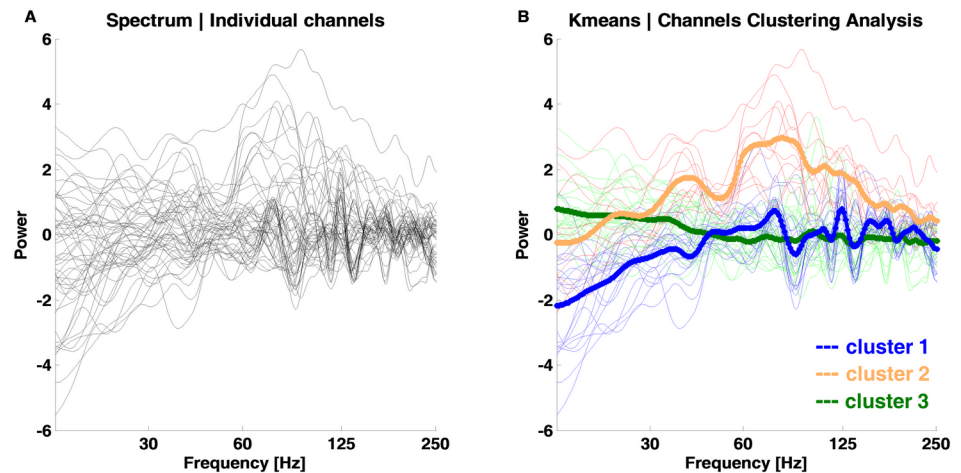 A
Spectrum | Individual channels
6
4
2
0
-2
-4
-6
Power
30
60
125
250
Frequency [Hz]
B
Kmeans | Channels Clustering Analysis
6
4
2
0
-2
-4
-6
Power
cluster 1
cluster 2
cluster 3
30
60
125
250
Frequency [Hz]